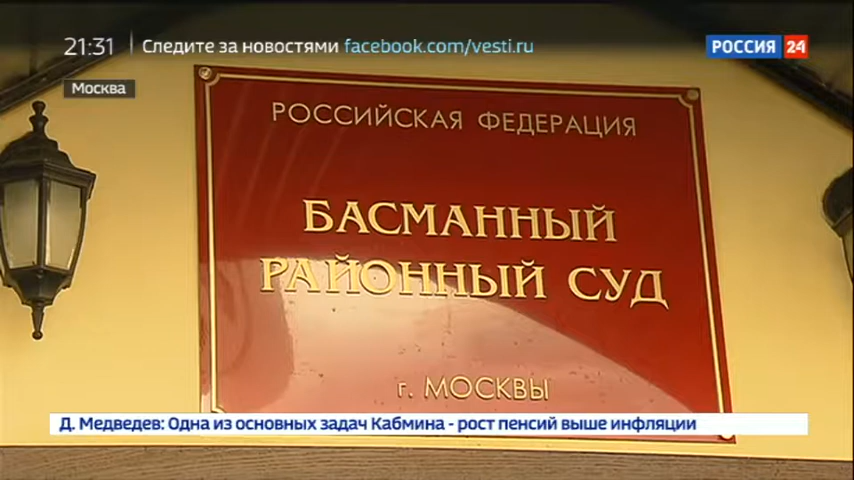 21:31 Следите за новостями facebook.com/vesti.ru РОССИЯ 24
Москва
РОССИЙСКАЯ ФЕДЕРАЦИЯ
БАСМАННЫЙ
РАЙОННЫЙ СУД
г. МОСКВЫ
Д. Медведев: Одна из основных задач Кабмина - рост пенсий выше инфляции